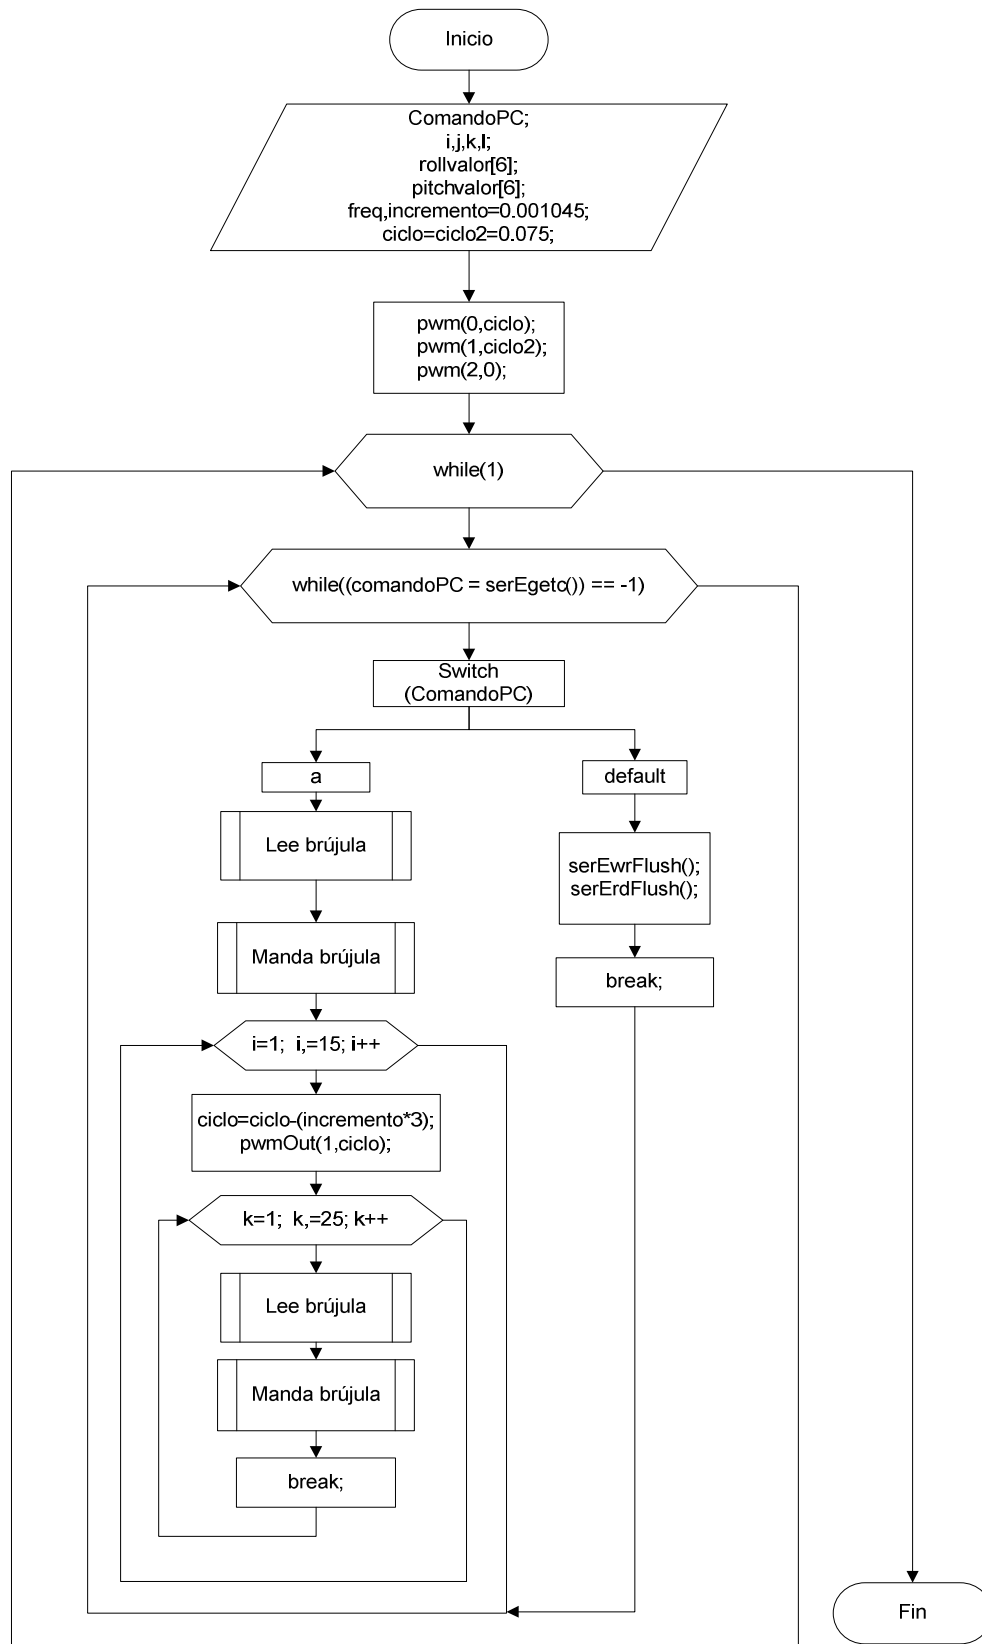 Inicio
ComandoPC;
i,j,k,l;
rollvalor[6];
pitchvalor[6];
freq,incremento=0.001045;
ciclo=ciclo2=0.075;
pwm(0,ciclo);
pwm(1,ciclo2);
pwm(2,0);
while(1)
while((comandoPC = serEgetc()) == -1)
Switch
(ComandoPC)
a
default
Lee brújula
serEwrFlush();
serErdFlush();
Manda brújula
break;
i=1; i,=15; i++
ciclo=ciclo-(incremento*3);
pwmOut(1,ciclo);
k=1; k,=25; k++
Lee brújula
Manda brújula
break;
Fin